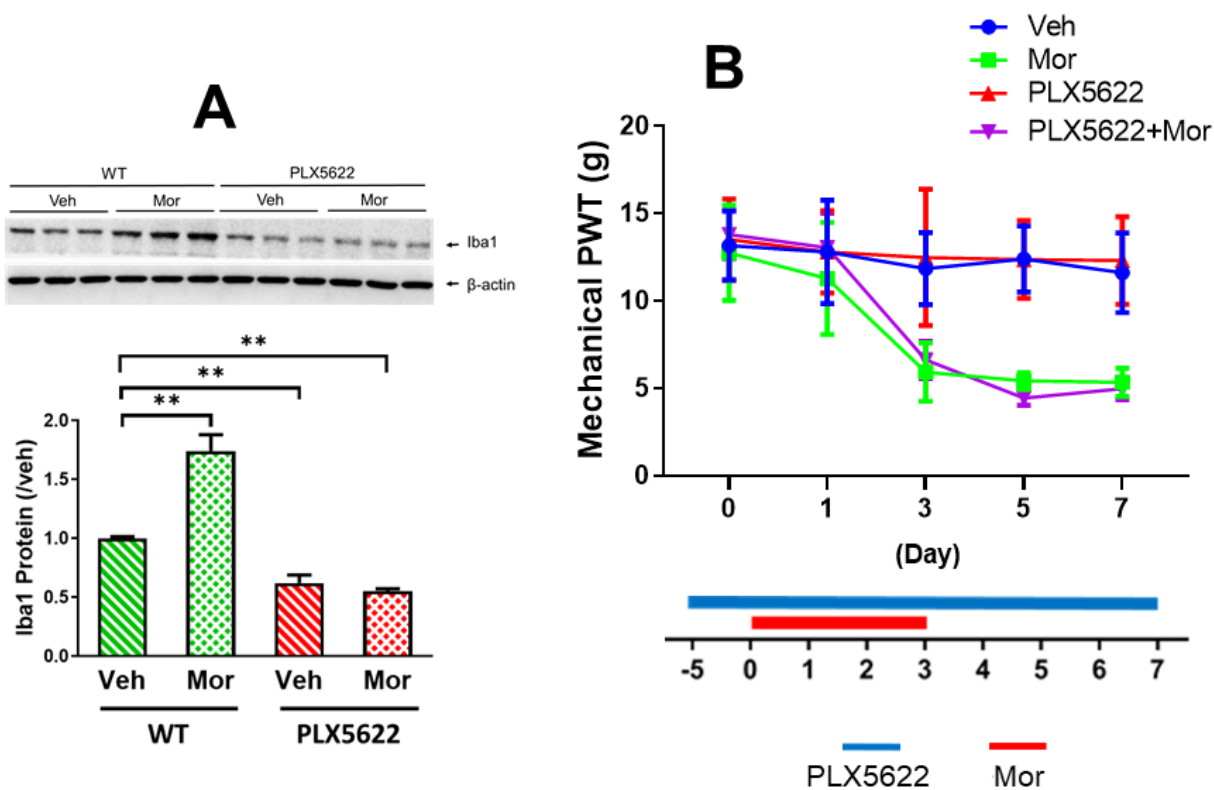 A
WT PLX5622
Veh Mor Veh Mor
Iba1
β-actin
**
**
**
Iba1 Protein (/veh)
2.0
1.5
1.0
0.5
0.0
Veh Mor Veh Mor
WT PLX5622
B
Veh
Mor
PLX5622
PLX5622+Mor
Mechanical PWT (g)
20
15
10
5
0
0 1 3 5 7
(Day)
-5 0 1 2 3 4 5 6 7
PLX5622 Mor